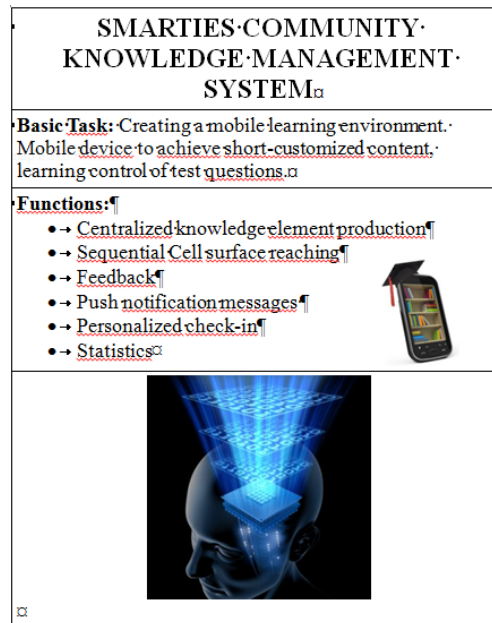 SMARTIES COMMUNITY
KNOWLEDGE MANAGEMENT
SYSTEM
Basic Task: Creating a mobile learning environment.
Mobile device to achieve short-customized content,
learning control of test questions.
Functions:
• Centralized knowledge element production
• Sequential Cell surface reaching
• Feedback
• Push notification messages
• Personalized check-in
• Statistics